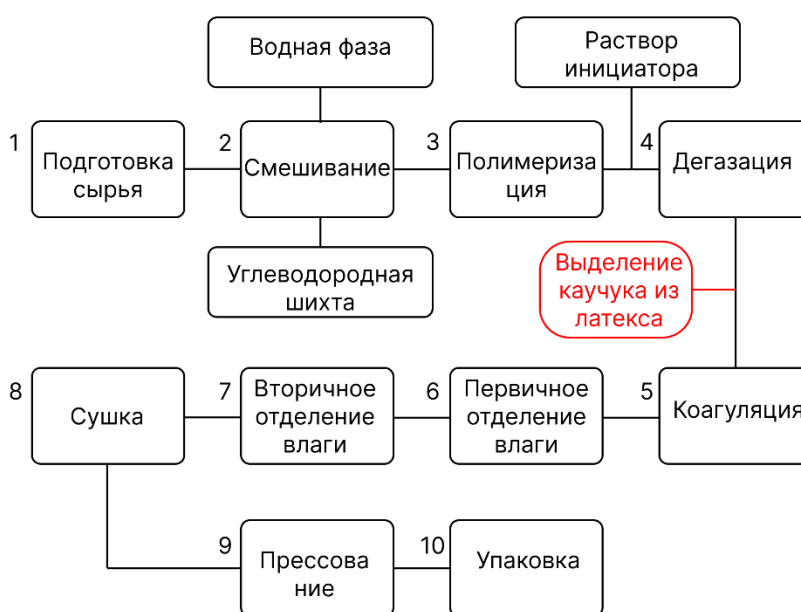 Водная фаза
Раствор
инициатора
1
Подготовка
сырья
2
Смешивание
3
Полимериза
ция
4
Дегазация
Углеводородная
шихта
Выделение
каучука из
латекса
8
Сушка
7
Вторичное
отделение
влаги
6
Первичное
отделение
влаги
5
Коагуляция
9
Прессова
ние
10
Упаковка